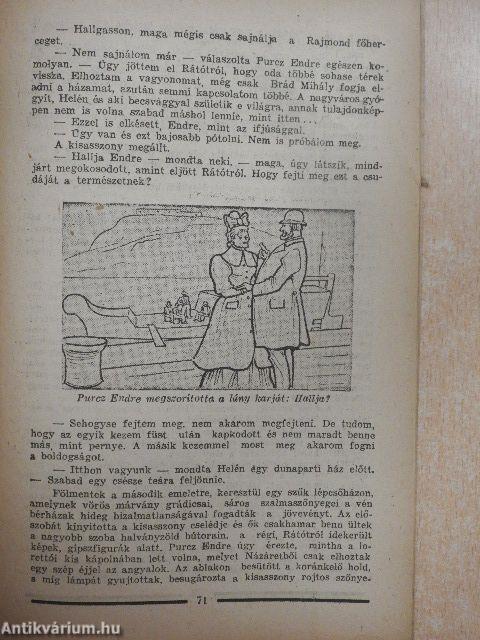 — Hallgasson, maga mégis csak sajnálja a Rajmond főher-
ceget.
— Nem sajnálom már — válaszolta Purcz Endre egészen ko-
molyan. — Úgy jöttem el Rátótról, hogy oda többé sohase térek
vissza. Elhoztam a vagyonomat, még csak Brád Mihály fogja el-
adni a házamat, azután semmi kapcsolatom többé. A nagyváros gyó-
gyít, Helén és aki becsvággyal születik e világra, annak tulajdonkép-
pen nem is volna szabad máshol lennie, mint itten...
— Ezzel is elkésett, Endre, mint az ifjúsággal.
— Úgy van és ezt bajosabb pótolni. Nem is próbálom meg.
A kisasszony megállt.
— Hallja Endre — mondta neki, — maga, úgy látszik, mind-
járt megokosodott, amint eljött Rátótról. Hogy fejti meg ezt a csu-
dáját a természetnek?
Purcz Endre megszorította a lány karját: Hallja?
— Sehogyse fejtem meg, nem akarom megfejteni. De tudom,
hogy az egyik kezem füst után kapkodott és nem maradt benne
más, mint pernye. A másik kezemmel most meg akarom fogni
a boldogságot.
— Itthon vagyunk — mondta Helén egy dunaparti ház előtt.
— Szabad egy csésze teára feljönnie.
Fölmentek a második emeletre, keresztül egy szűk lépcsőházon,
amelynek vörös márvány grádicsai, sáros szalmaszőnyegei a vén
bérházak hideg bizalmatlanságával fogadták a jövevényt. Az elő-
szobát kinyitotta a kisasszony cselédje és ők csakhamar benn ültek
a nagyobb szoba halványzöld bútorain, a régi, Rátótról idekerült
képek, gipszfigurák alatt. Purcz Endre úgy érezte, mintha a lo-
rettói kis kápolnában lett volna, melyet Názáretből csak elhoztak
egy szép éjjel az angyalok. Az ablakon besütött a koránkelő hold,
a míg lámpát gyujtottak, besugározta a kisasszony rojtos szőnye-
71
Antikvárium.hu